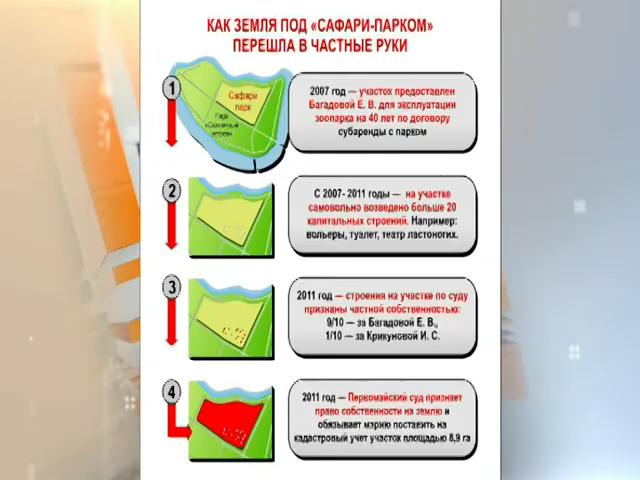 КАК ЗЕМЛЯ ПОД «САФАРИ-ПАРКОМ»
ПЕРЕШЛА В ЧАСТНЫЕ РУКИ
1
Сафари
парк
Парк
«Солнечный
остров»
2007 год — участок предоставлен
Багадовой Е. В. для эксплуатации
зоопарка на 40 лет по договору
субаренды с парком
2
С 2007- 2011 годы — на участке
самовольно возведено больше 20
капитальных строений. Например:
вольеры, туалет, театр ластоногих.
3
2011 год — строения на участке по суду
признаны частной собственностью:
9/10 — за Багадовой Е. В.,
1/10 — за Крикуновой И. С.
4
2011 год — Первомайский суд признает
право собственности на землю и
обязывает мэрию поставить на
кадастровый учет участок площадью 8,9 га